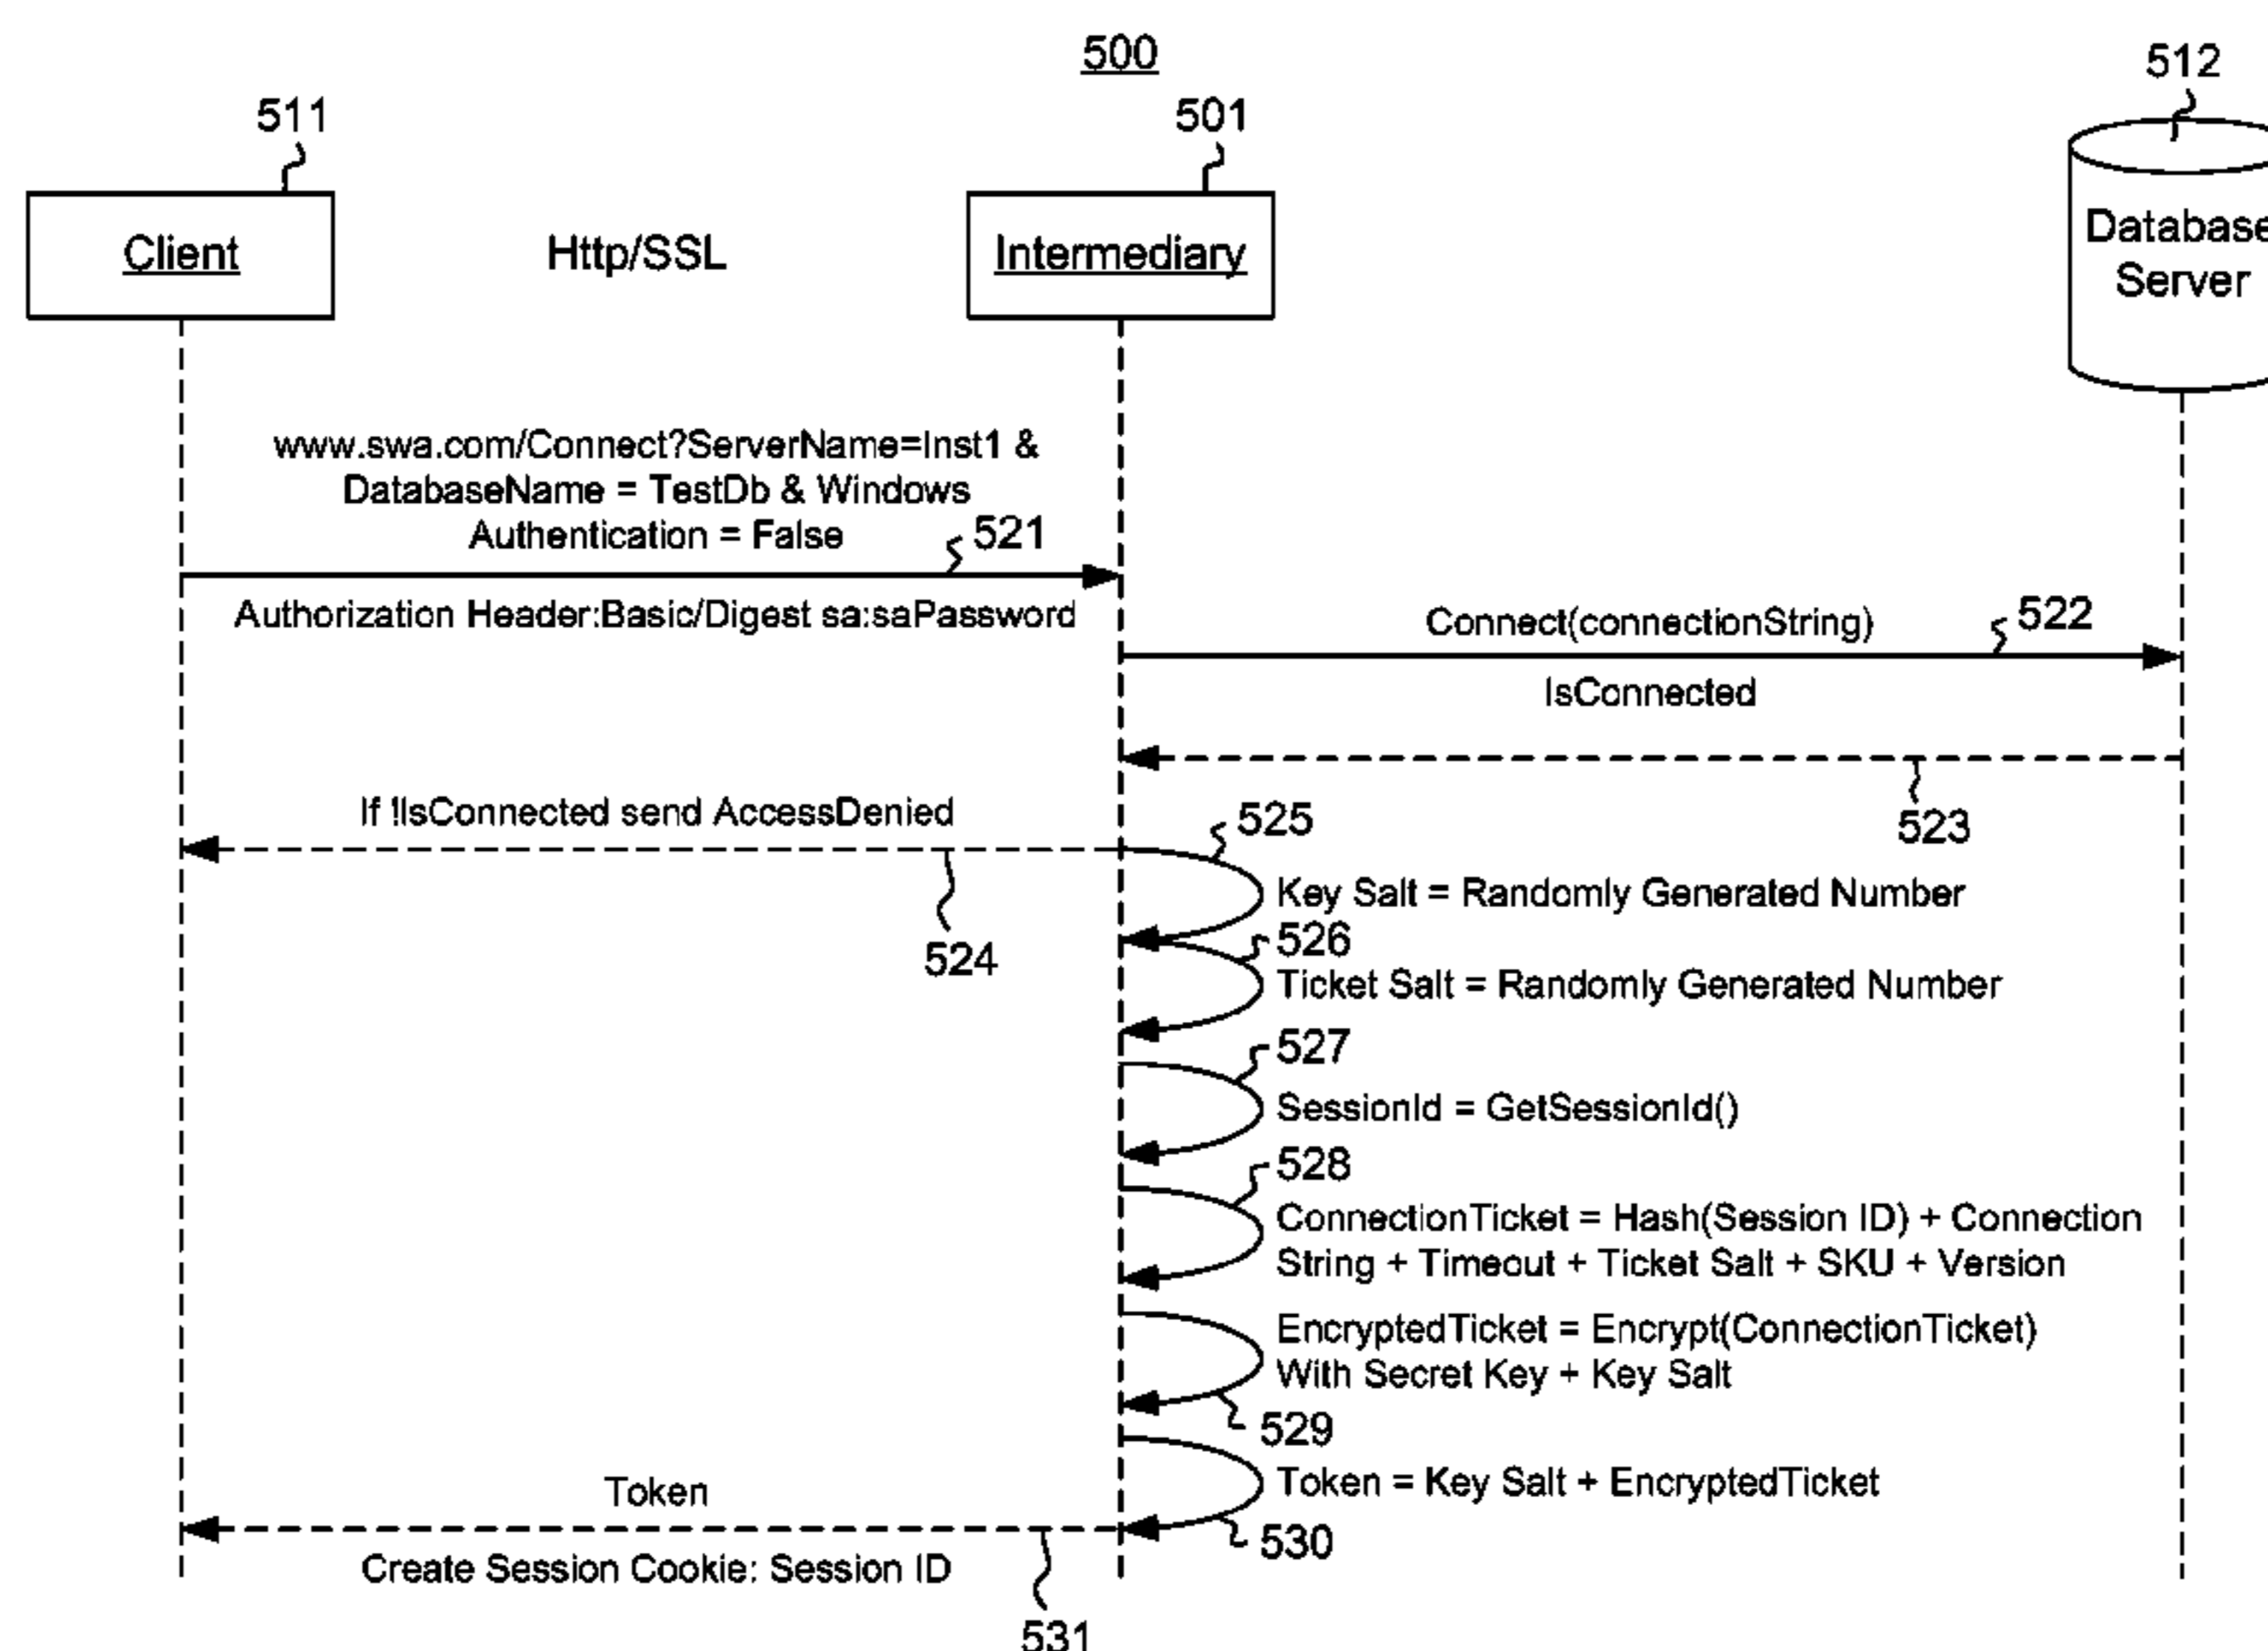 500
511
501
512
Client
Http/SSL
Intermediary
Database
Server
www.swa.com/Connect?ServerName=Inst1 &
DatabaseName = TestDb & Windows
Authentication = False
521
Authorization Header:Basic/Digest sa:saPassword
Connect(connectionString)
522
IsConnected
523
If !IsConnected send AccessDenied
524
525
Key Salt = Randomly Generated Number
526
Ticket Salt = Randomly Generated Number
527
SessionId = GetSessionId()
528
ConnectionTicket = Hash(Session ID) + Connection
String + Timeout + Ticket Salt + SKU + Version
EncryptedTicket = Encrypt(ConnectionTicket)
With Secret Key + Key Salt
529
Token = Key Salt + EncryptedTicket
530
Token
Create Session Cookie: Session ID
531